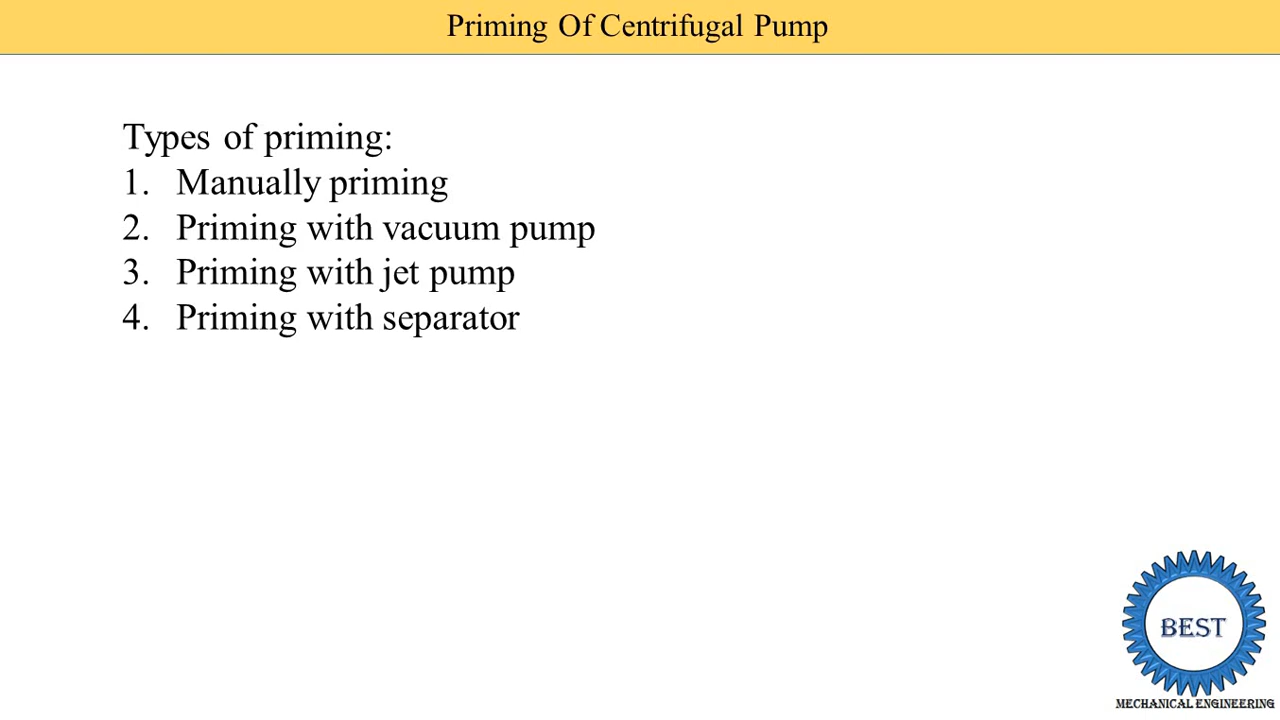 Priming Of Centrifugal Pump
Types of priming:
1. Manually priming
2. Priming with vacuum pump
3. Priming with jet pump
4. Priming with separator
BEST
MECHANICAL ENGINEERING